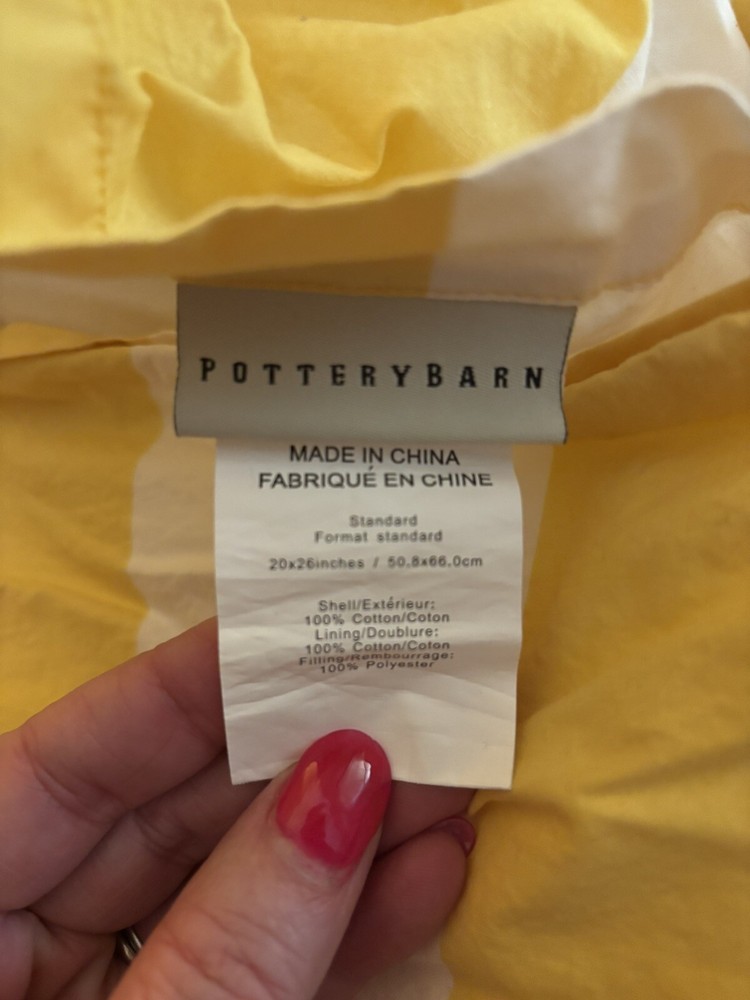 POTTERYBARN
MADE IN CHINA
FABRIQUÉ EN CHINE
Standard
Format standard
20x26inches / 50.8x66.0cm
Shell/Extérieur:
100% Cotton/Coton
Lining/Doublure:
100% Cotton/Coton
Filling/Rembourrage:
100% Polyester